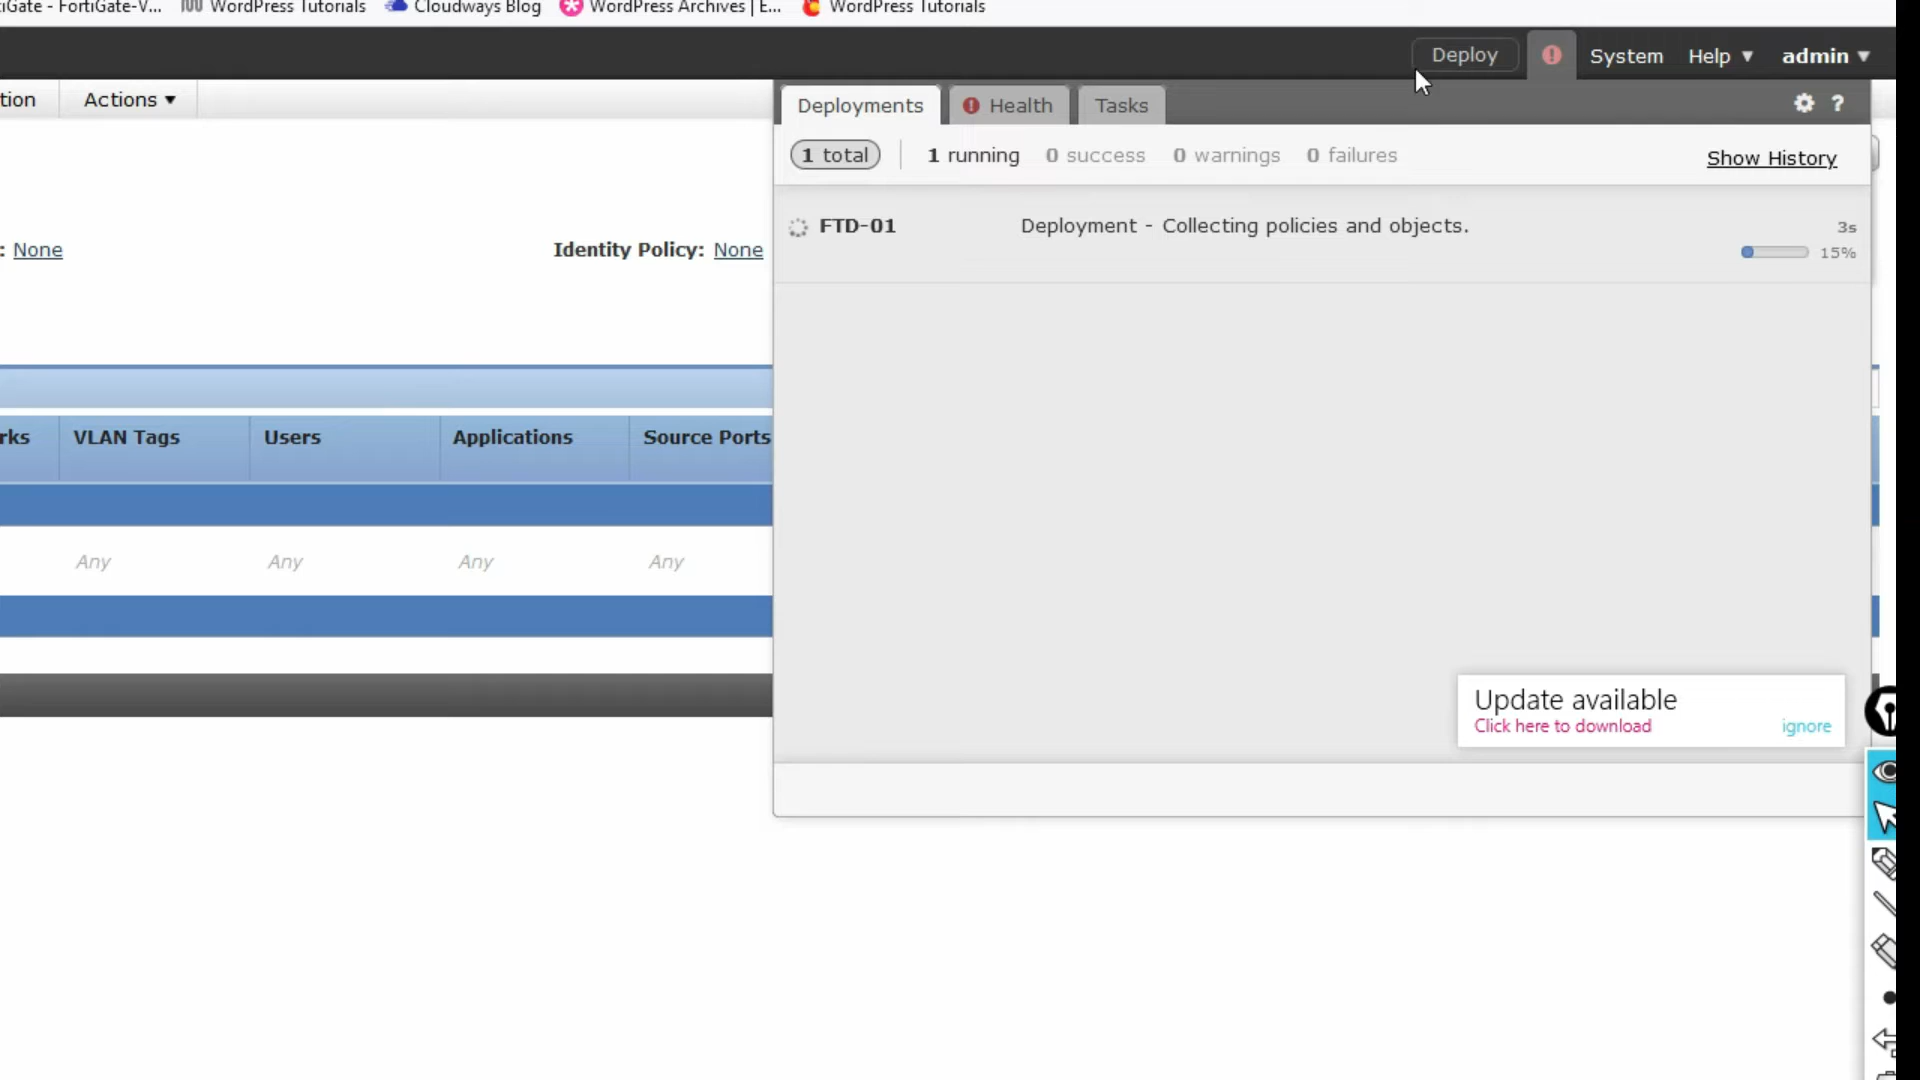 iGate - FortiGate-V... WordPress Tutorials Cloudways Blog WordPress Archives | E... WordPress Tutorials
Deploy System Help admin
tion Actions
Deployments Health Tasks ?
1 total 1 running 0 success 0 warnings 0 failures Show History
FTD-01 Deployment - Collecting policies and objects. 3s
15%
: None Identity Policy: None
rks VLAN Tags Users Applications Source Ports
Any Any Any Any
Update available
Click here to download ignore